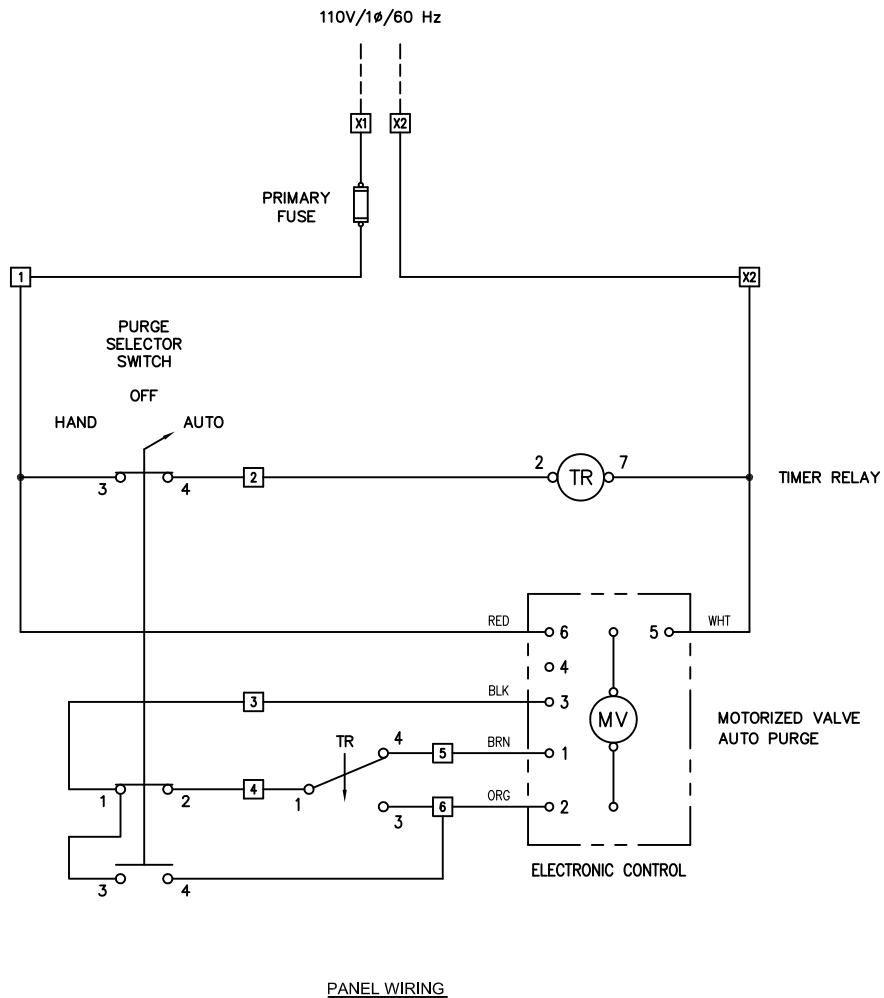 110V/1ø/60 Hz
X1
X2
PRIMARY
FUSE
1
X2
PURGE
SELECTOR
SWITCH
OFF
HAND
AUTO
3
4
2
2
TR
7
TIMER RELAY
RED
6
5
WHT
4
3
BLK
3
MV
MOTORIZED VALVE
AUTO PURGE
TR
4
5
BRN
1
1
2
4
1
3
6
ORG
2
ELECTRONIC CONTROL
3
4
PANEL WIRING